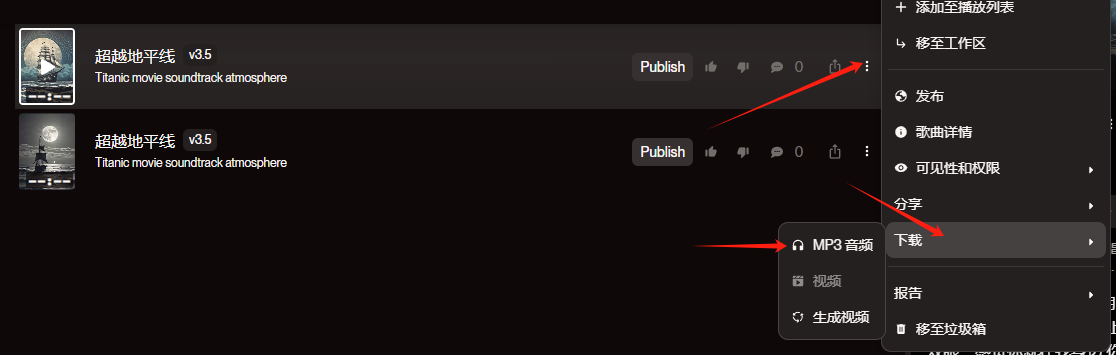 超越地平线 v3.5
Titanic movie soundtrack atmosphere
Publish 0
超越地平线 v3.5
Titanic movie soundtrack atmosphere
Publish 0
添加至播放列表
移至工作区
发布
歌曲详情
可见性和权限
分享
下载
MP3 音频
视频
生成视频
报告
移至垃圾箱